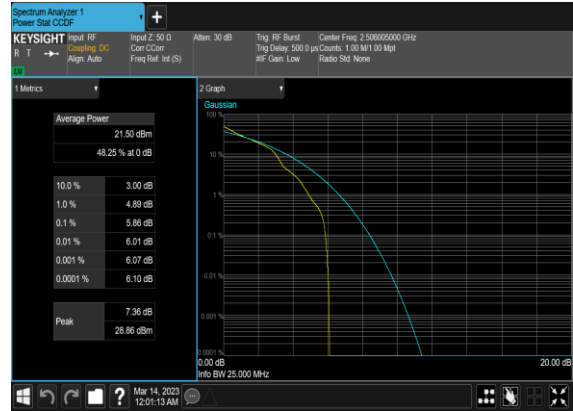 Spectrum Analyzer 1
Power Stat CCDF
KEYSIGHT
R T
LM
Input: RF
Coupling: DC
Align: Auto
Input Z: 50 Ω
Corr CCorr
Freq Ref: Int (S)
Atten: 30 dB
Trig: RF Burst
Trig Delay: 500.0 µs
#IF Gain: Low
Center Freq: 2.506005000 GHz
Counts: 1.00 M/1.00 Mpt
Radio Std: None
1 Metrics
Average Power
21.50 dBm
48.25 % at 0 dB
10.0 % 3.00 dB
1.0 % 4.89 dB
0.1 % 5.86 dB
0.01 % 6.01 dB
0.001 % 6.07 dB
0.0001 % 6.10 dB
Peak
7.36 dB
28.86 dBm
2 Graph
Gaussian
100 %
10 %
1 %
0.1 %
0.01 %
0.001 %
0.0001 %
0.00 dB 20.00 dB
Info BW 25.000 MHz
Mar 14, 2023
12:01:13 AM